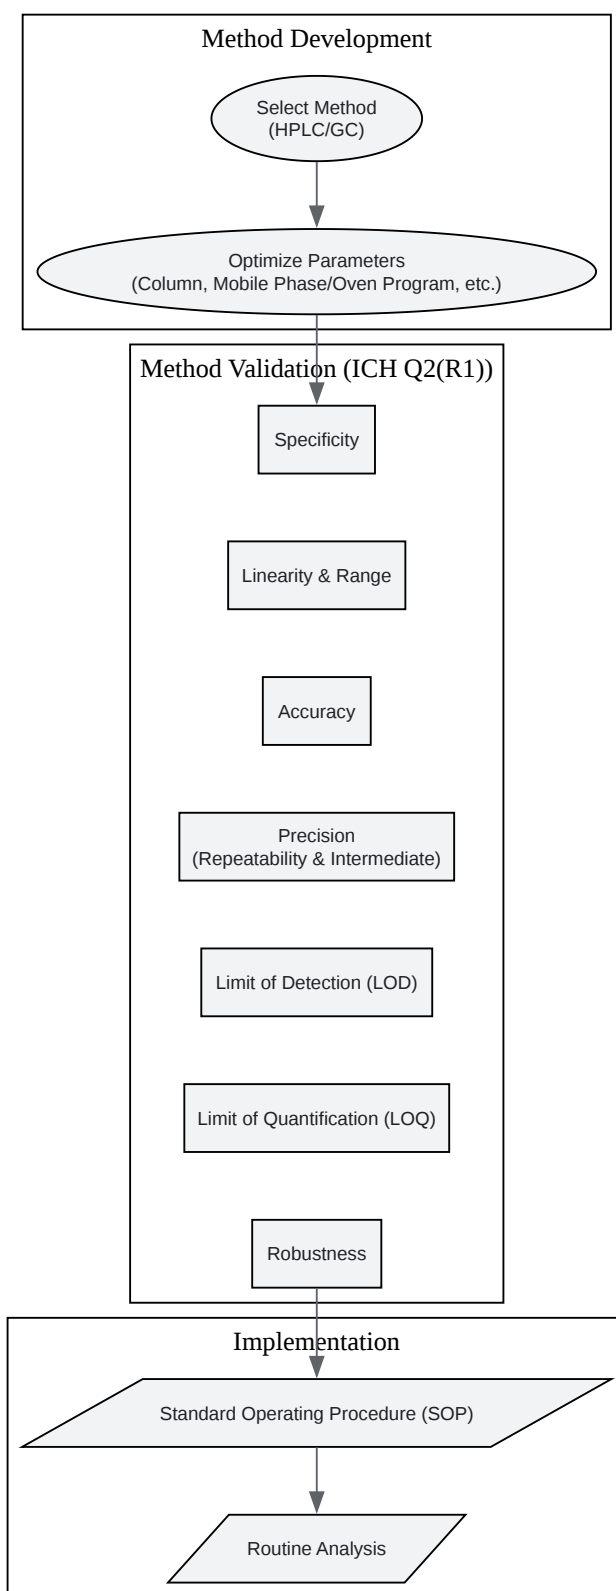 Method Development
Select Method
(HPLC/GC)
Optimize Parameters
(Column, Mobile Phase/Oven Program, etc.)
Method Validation (ICH Q2(R1))
Specificity
Linearity & Range
Accuracy
Precision
(Repeatability & Intermediate)
Limit of Detection (LOD)
Limit of Quantification (LOQ)
Robustness
Implementation
Standard Operating Procedure (SOP)
Routine Analysis